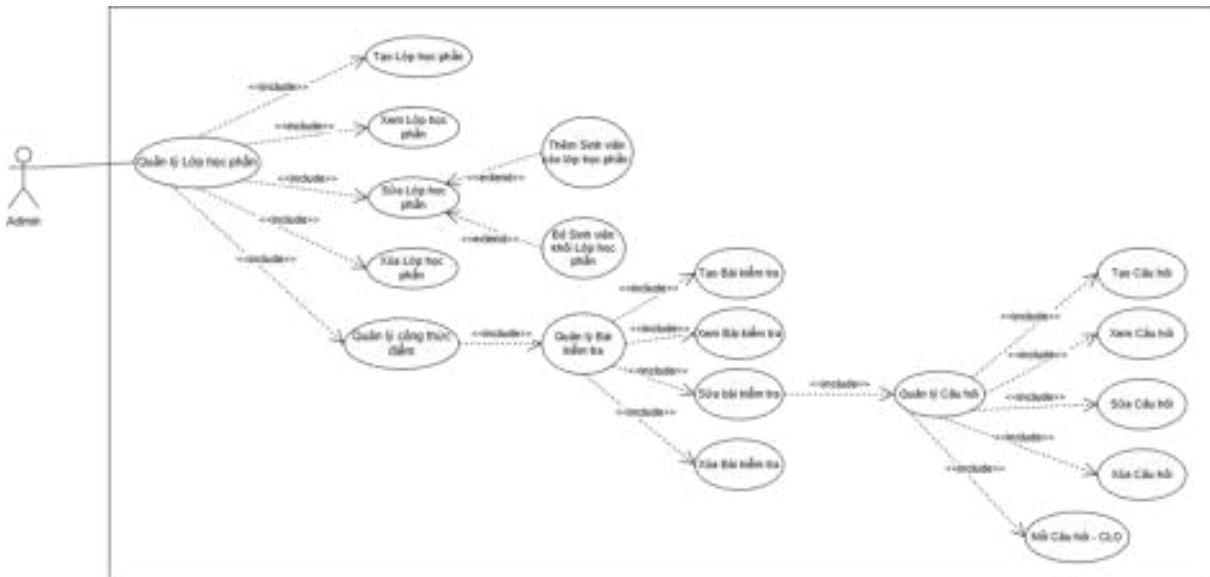 Tạo Lớp học phần
<<include>>
Xem Lớp học
phần
<<include>>
Quản lý Lớp học phần
Thêm Sinh viên
vào lớp học phần
<<include>>
Sửa Lớp học
phần
<<extend>>
Admin
<<include>>
<<extend>>
Bỏ Sinh viên
khỏi Lớp học
phần
Xóa Lớp học
phần
<<include>>
Tạo Bài kiểm tra
Tạo Câu hỏi
<<include>>
<<include>>
Quản lý công thức
điểm
<<include>>
Quản lý Bài
kiểm tra
<<include>>
Xem Bài kiểm tra
Xem Câu hỏi
<<include>>
<<include>>
Sửa bài kiểm tra
<<include>>
Quản lý Câu hỏi
<<include>>
Sửa Câu hỏi
<<include>>
<<include>>
Xóa Bài kiểm tra
<<include>>
Xóa Câu hỏi
Nối Câu hỏi - CLO